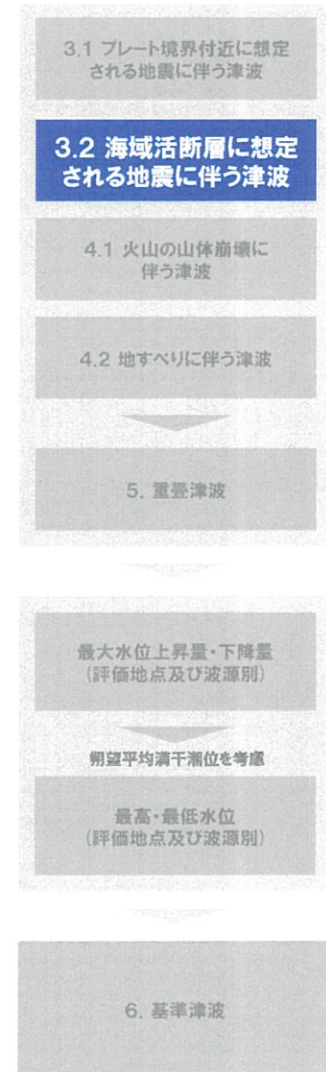 3.1 プレート境界付近に想定
される地震に伴う津波
3.2 海域活断層に想定
される地震に伴う津波
4.1 火山の山体崩壊に
伴う津波
4.2 地すべりに伴う津波
5. 重畳津波
最大水位上昇量・下降量
(評価地点及び波源別)
朔望平均満干潮位を考慮
最高・最低水位
(評価地点及び波源別)
6. 基準津波